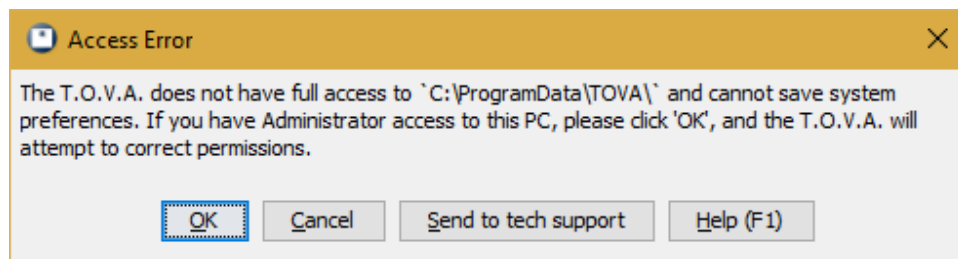 Access Error
The T.O.V.A. does not have full access to `C:\ProgramData\TOVA\` and cannot save system
preferences. If you have Administrator access to this PC, please click 'OK', and the T.O.V.A. will
attempt to correct permissions.
OK Cancel Send to tech support Help (F1)